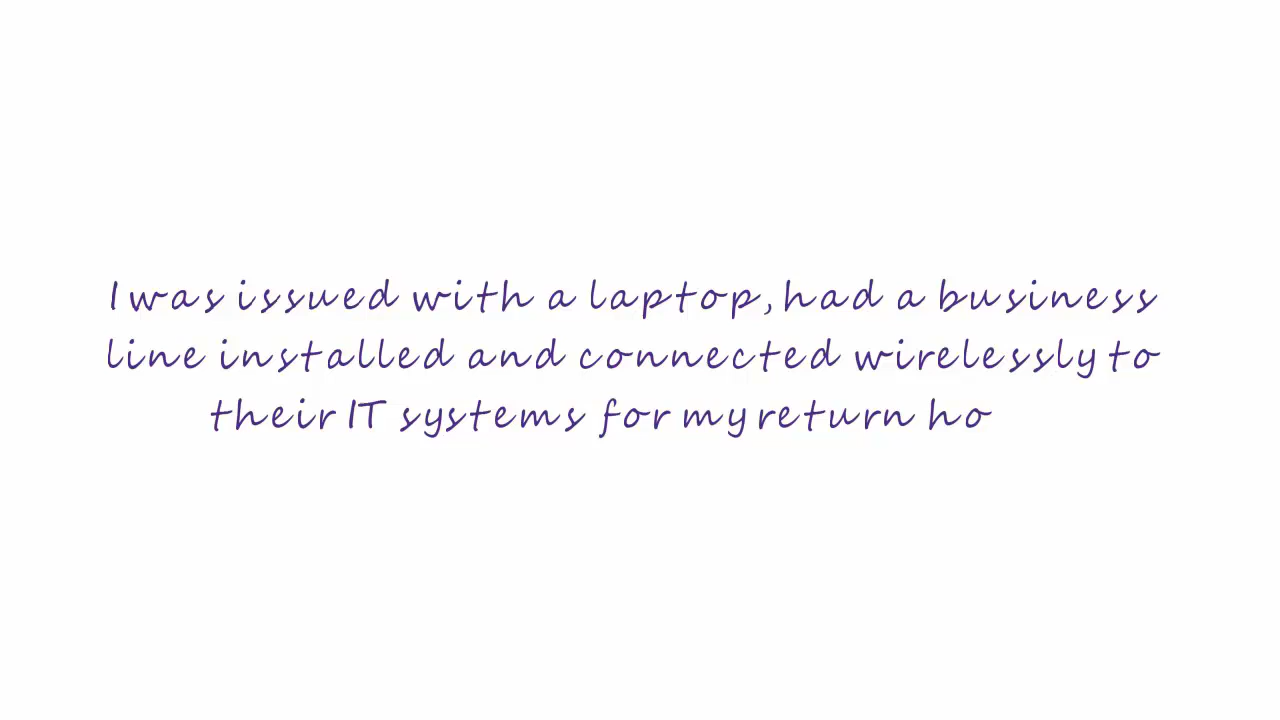 I was issued with a laptop, had a business
line installed and connected wirelessly to
their IT systems for my return ho